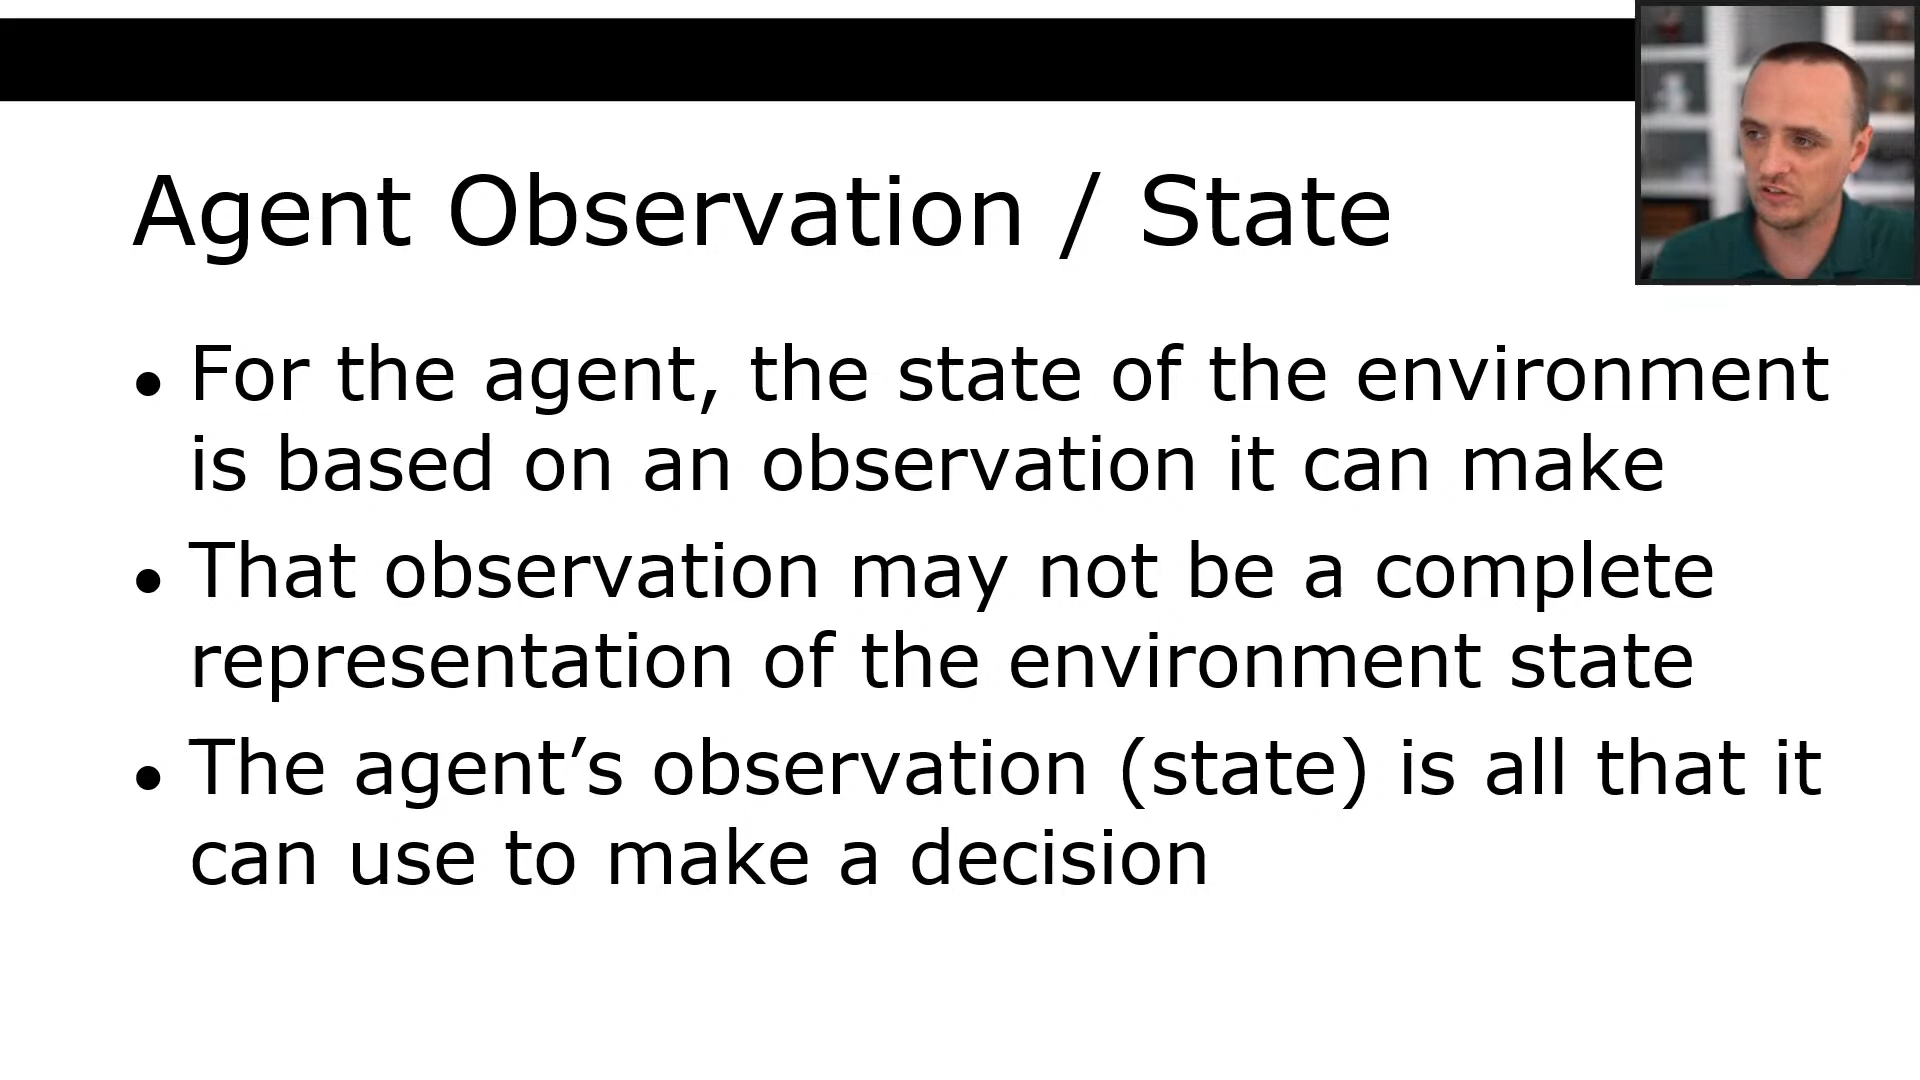 Agent Observation / State
• For the agent, the state of the environment
is based on an observation it can make
• That observation may not be a complete
representation of the environment state
• The agent’s observation (state) is all that it
can use to make a decision